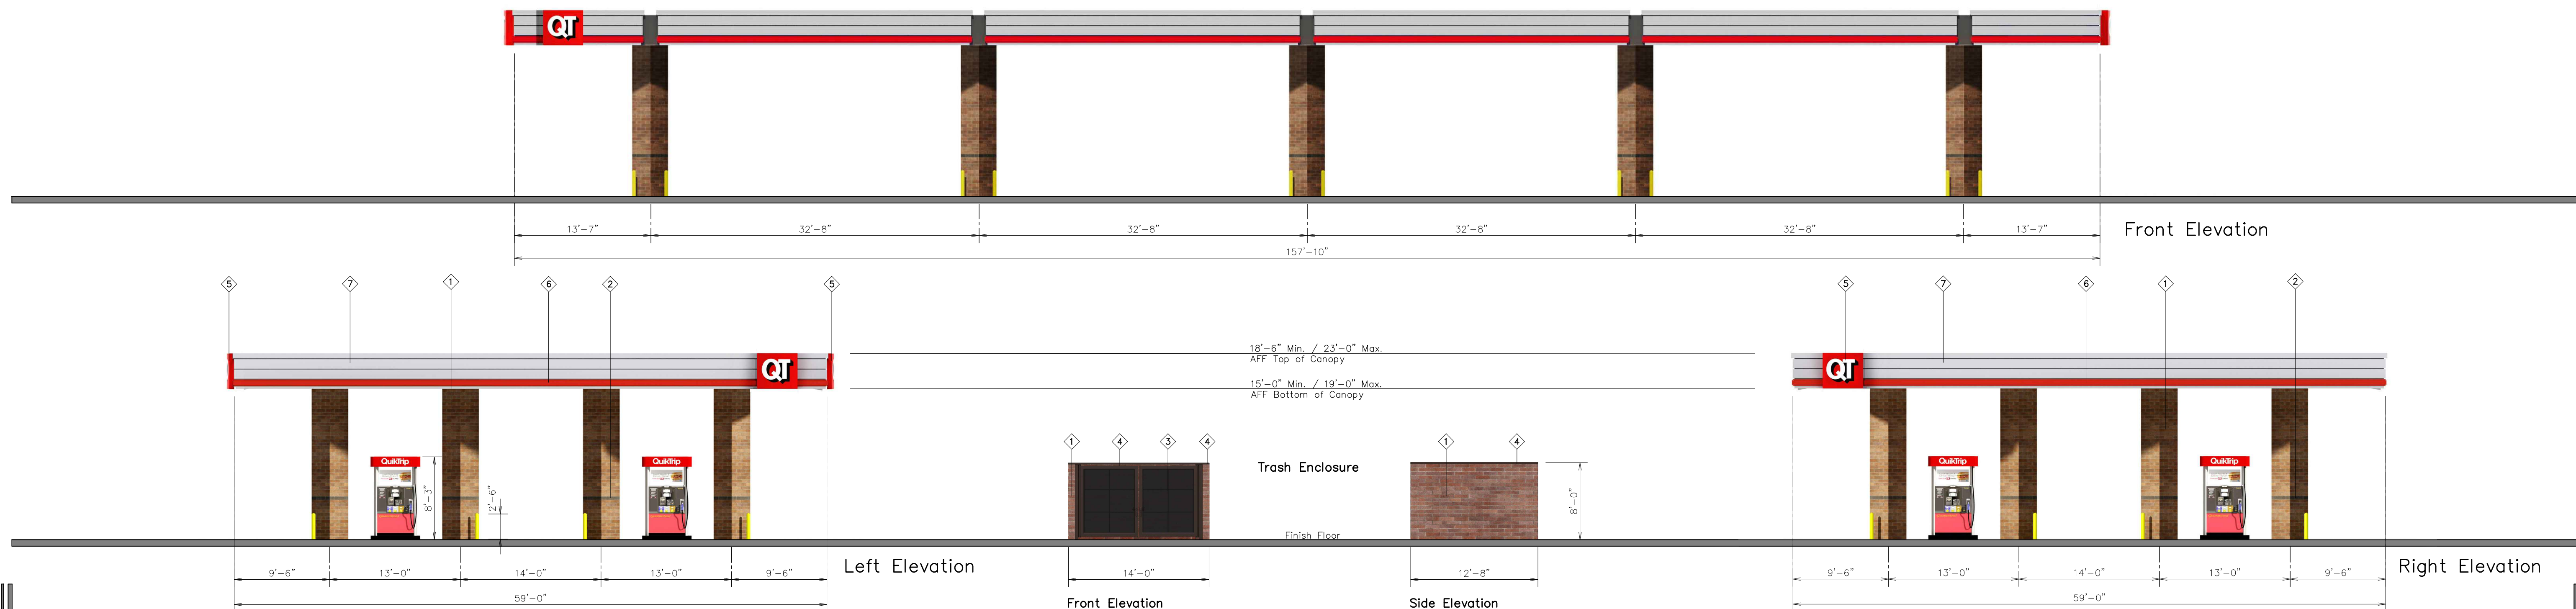 QT
13'-7" 32'-8" 32'-8" 32'-8" 32'-8" 13'-7"
157'-10"
Front Elevation
5 7 1 6 2 5
5 7 6 1 2
18'-6" Min. / 23'-0" Max.
AFF Top of Canopy
15'-0" Min. / 19'-0" Max.
AFF Bottom of Canopy
QT
QT
QuikTrip QuikTrip
8'-3"
2'-6"
1 4 3 4
Trash Enclosure
1 4
8'-0"
Finish Floor
QuikTrip QuikTrip
9'-6" 13'-0" 14'-0" 13'-0" 9'-6"
59'-0"
Left Elevation
14'-0"
Front Elevation
12'-8"
Side Elevation
9'-6" 13'-0" 14'-0" 13'-0" 9'-6"
59'-0"
Right Elevation